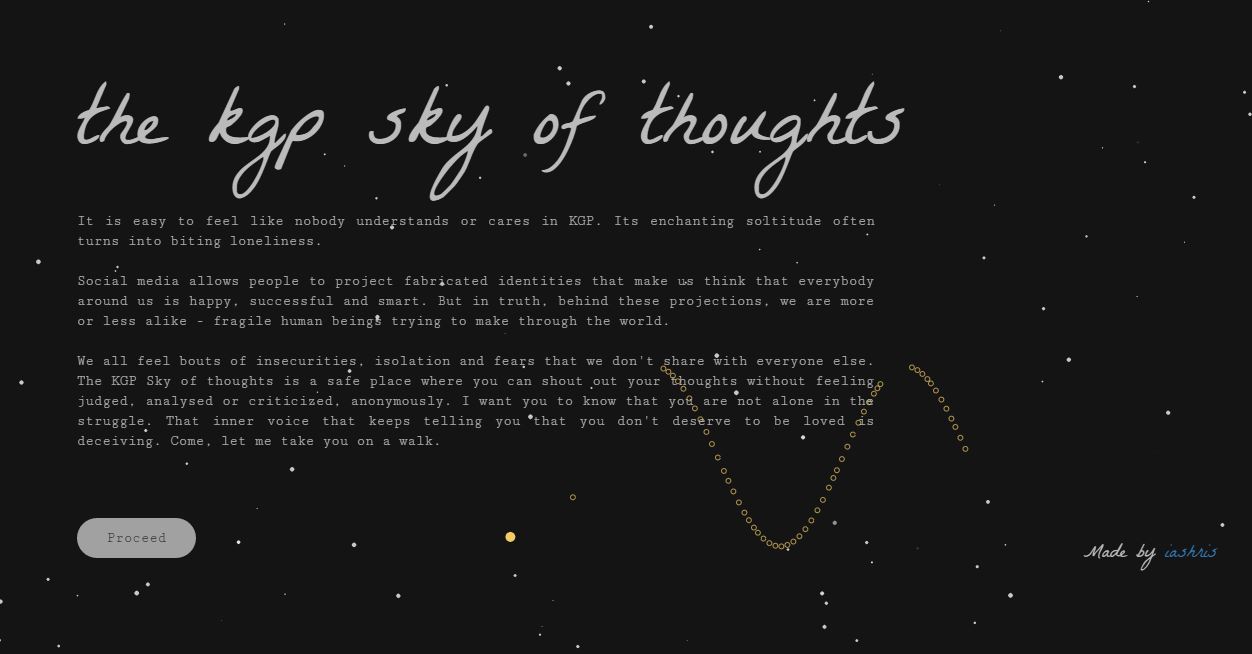 the kgp sky of thoughts
It is easy to feel like nobody understands or cares in KGP. Its enchanting soltitude often
turns into biting loneliness.
Social media allows people to project fabricated identities that make us think that everybody
around us is happy, successful and smart. But in truth, behind these projections, we are more
or less alike - fragile human beings trying to make through the world.
We all feel bouts of insecurities, isolation and fears that we don't share with everyone else.
The KGP Sky of thoughts is a safe place where you can shout out your thoughts without feeling
judged, analysed or criticized, anonymously. I want you to know that you are not alone in the
struggle. That inner voice that keeps telling you that you don't deserve to be loved is
deceiving. Come, let me take you on a walk.
Proceed
Made by iashris